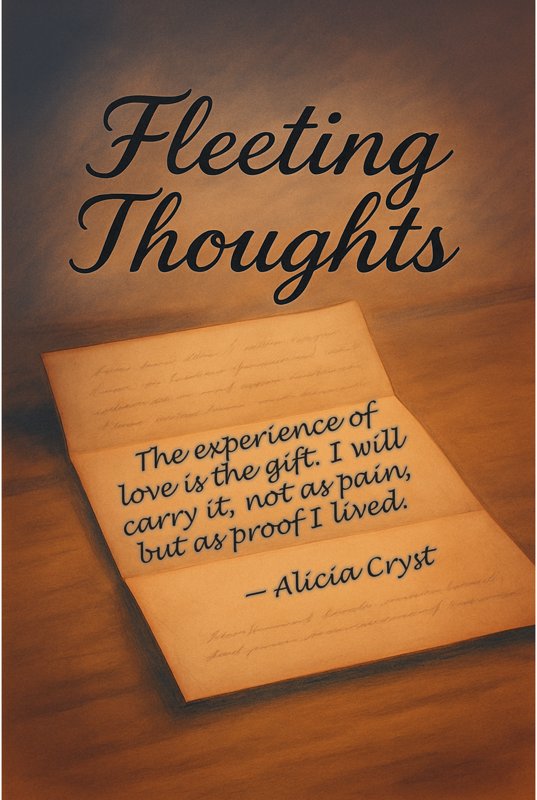 Fleeting
Thoughts
The experience of
love is the gift. I will
carry it, not as pain,
but as proof I lived.
— Alicia Cryst